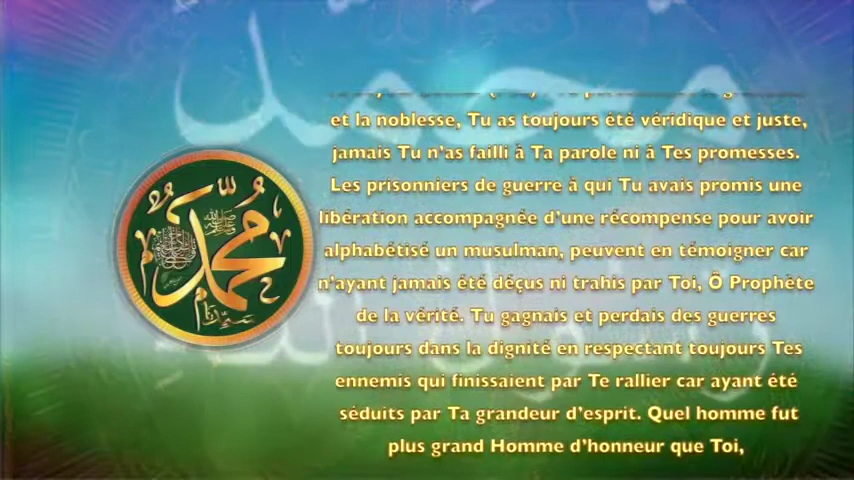 et la noblesse, Tu as toujours été véridique et juste,
jamais Tu n'as failli à Ta parole ni à Tes promesses.
Les prisonniers de guerre à qui Tu avais promis une
libération accompagnée d'une récompense pour avoir
alphabétisé un musulman, peuvent en témoigner car
n'ayant jamais été déçus ni trahis par Toi, Ô Prophète
de la vérité. Tu gagnais et perdais des guerres
toujours dans la dignité en respectant toujours Tes
ennemis qui finissaient par Te rallier car ayant été
séduits par Ta grandeur d'esprit. Quel homme fut
plus grand Homme d'honneur que Toi,
محمد
محمد